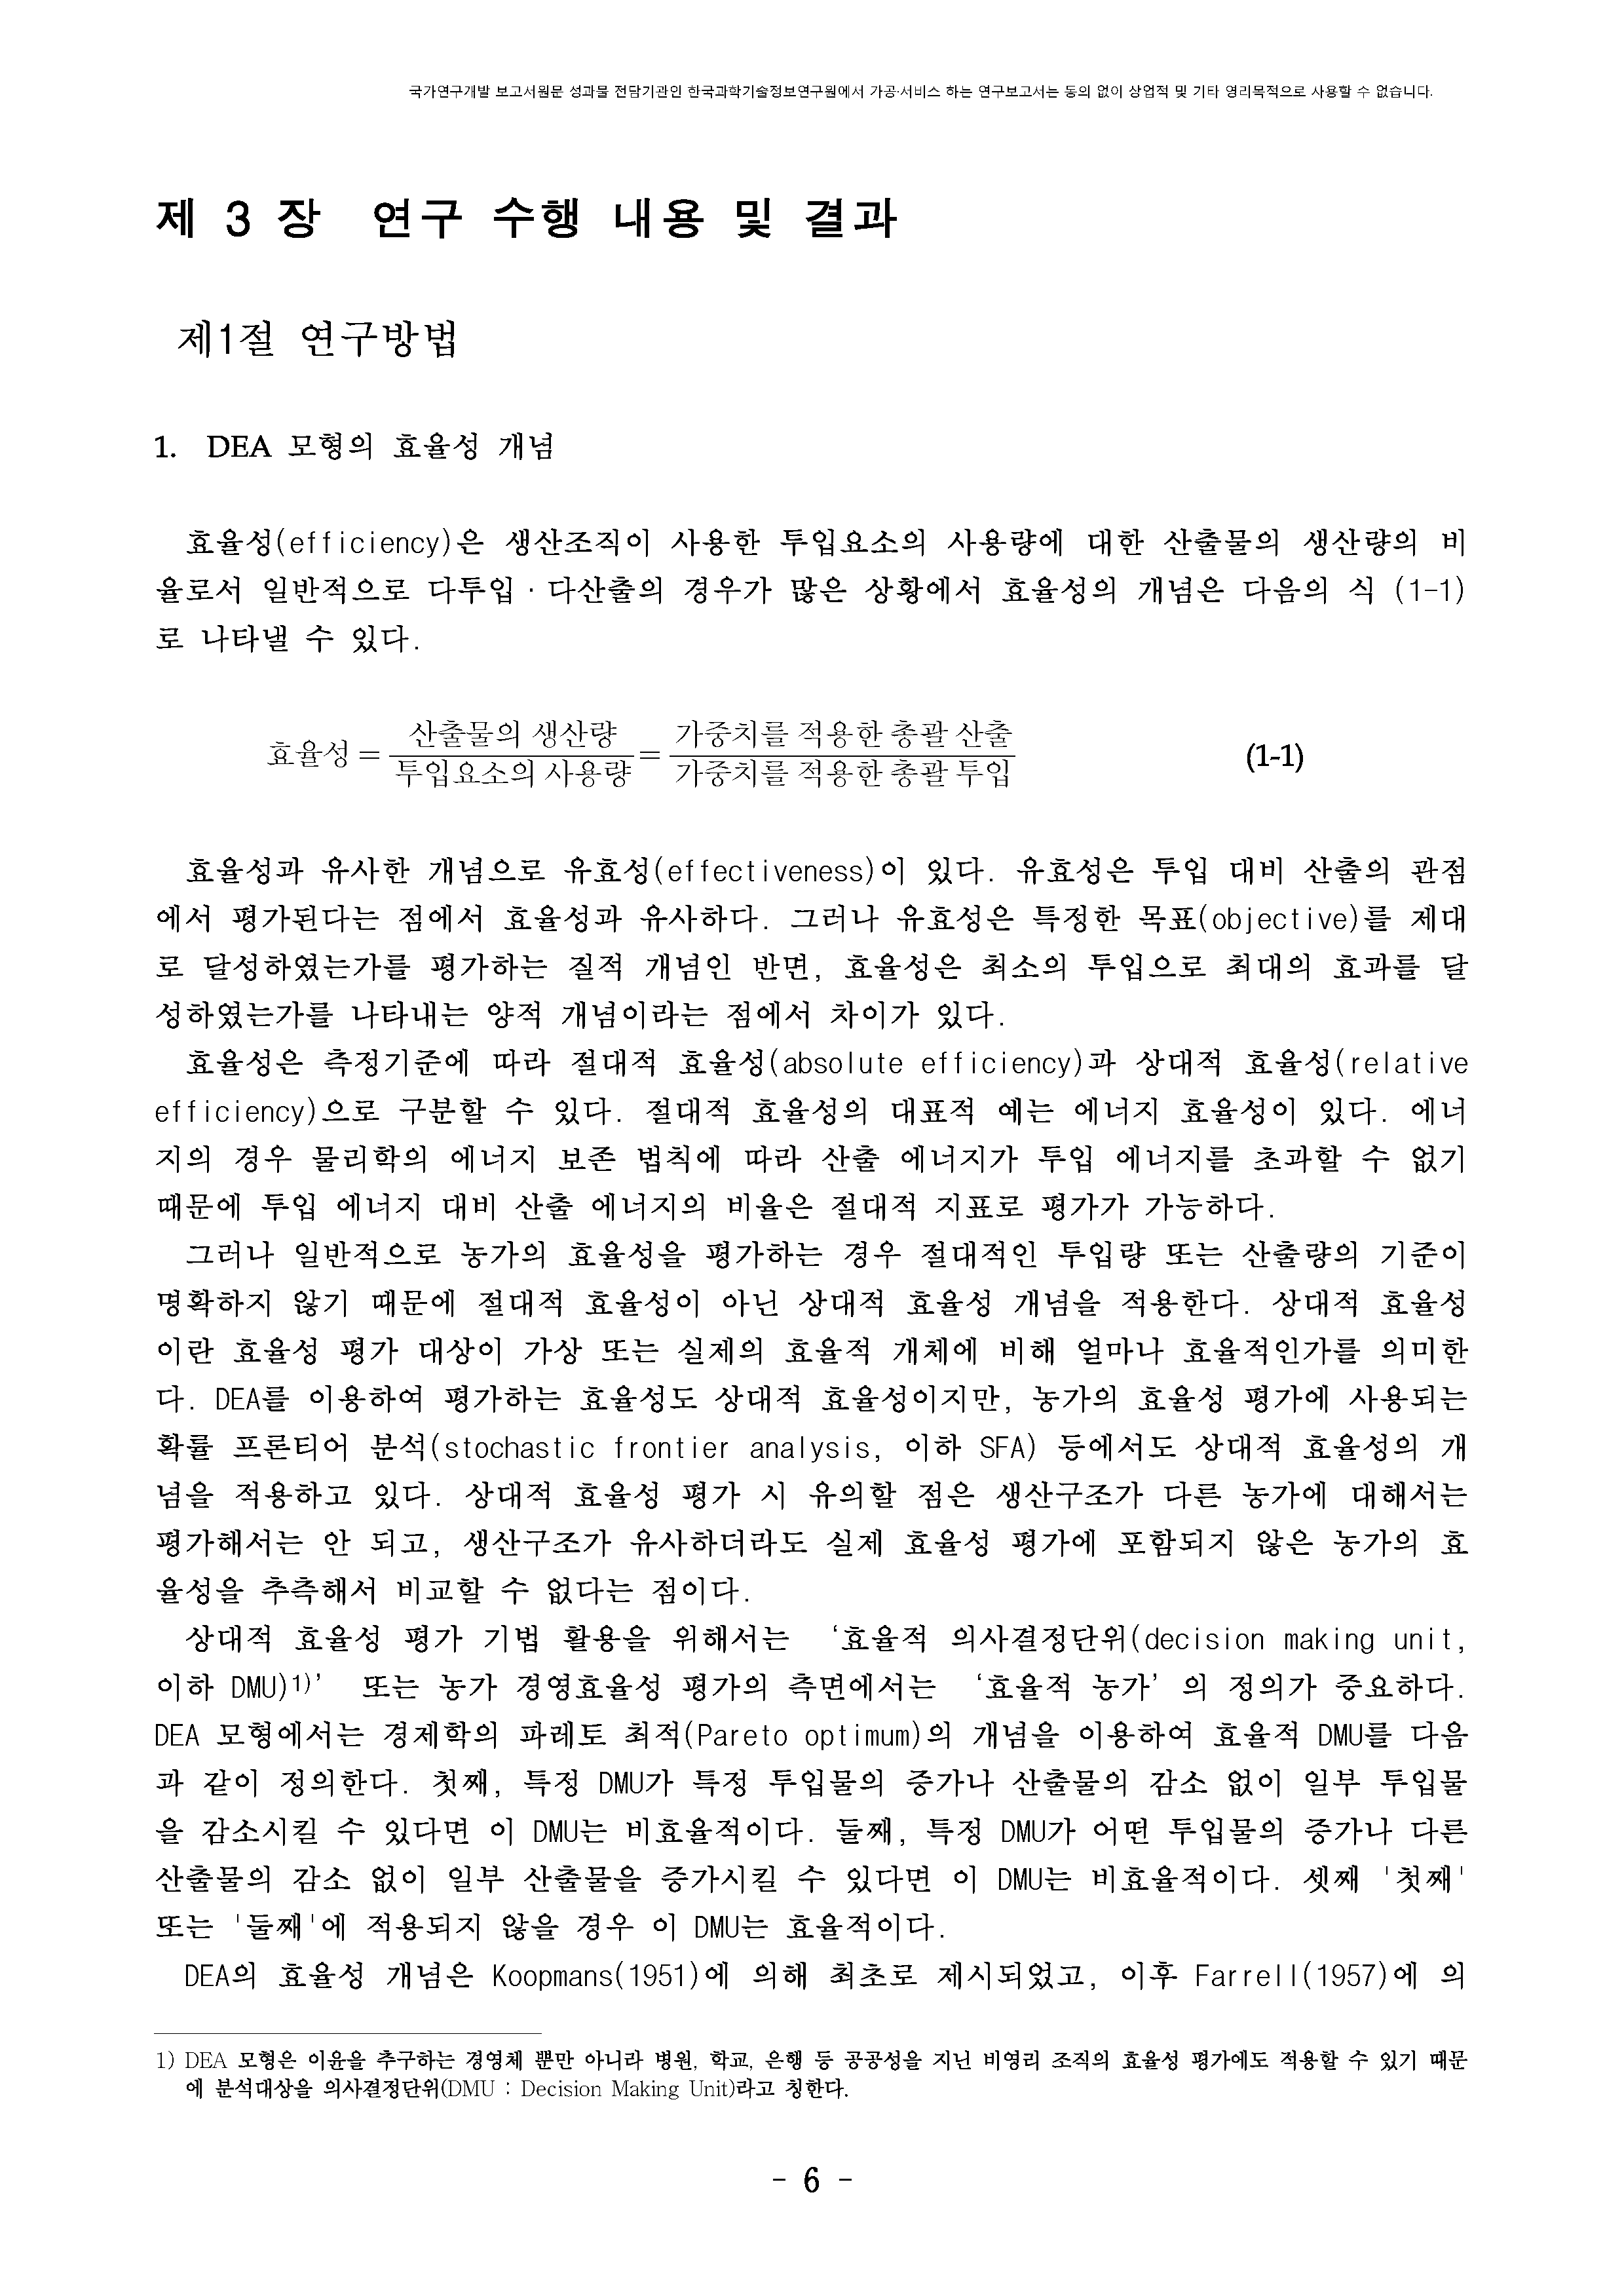 국가연구개발 보고서원문 성과물 전담기관인 한국과학기술정보연구원에서 가공·서비스 하는 연구보고서는 동의 없이 상업적 및 기타 영리목적으로 사용할 수 없습니다.
제 3 장 연구 수행 내용 및 결과
제1절 연구방법
1. DEA 모형의 효율성 개념
효율성(efficiency)은 생산조직이 사용한 투입요소의 사용량에 대한 산출물의 생산량의 비
율로서 일반적으로 다투입·다산출의 경우가 많은 상황에서 효율성의 개념은 다음의 식 (1-1)
로 나타낼 수 있다.
효율성 = 산출물의 생산량 / 투입요소의 사용량 = 가중치를 적용한 총괄 산출 / 가중치를 적용한 총괄 투입 (1-1)
효율성과 유사한 개념으로 유효성(effectiveness)이 있다. 유효성은 투입 대비 산출의 관점
에서 평가된다는 점에서 효율성과 유사하다. 그러나 유효성은 특정한 목표(objective)를 제대
로 달성하였는가를 평가하는 질적 개념인 반면, 효율성은 최소의 투입으로 최대의 효과를 달
성하였는가를 나타내는 양적 개념이라는 점에서 차이가 있다.
효율성은 측정기준에 따라 절대적 효율성(absolute efficiency)과 상대적 효율성(relative
efficiency)으로 구분할 수 있다. 절대적 효율성의 대표적 예는 에너지 효율성이 있다. 에너
지의 경우 물리학의 에너지 보존 법칙에 따라 산출 에너지가 투입 에너지를 초과할 수 없기
때문에 투입 에너지 대비 산출 에너지의 비율은 절대적 지표로 평가가 가능하다.
그러나 일반적으로 농가의 효율성을 평가하는 경우 절대적인 투입량 또는 산출량의 기준이
명확하지 않기 때문에 절대적 효율성이 아닌 상대적 효율성 개념을 적용한다. 상대적 효율성
이란 효율성 평가 대상이 가상 또는 실제의 효율적 개체에 비해 얼마나 효율적인가를 의미한
다. DEA를 이용하여 평가하는 효율성도 상대적 효율성이지만, 농가의 효율성 평가에 사용되는
확률 프론티어 분석(stochastic frontier analysis, 이하 SFA) 등에서도 상대적 효율성의 개
념을 적용하고 있다. 상대적 효율성 평가 시 유의할 점은 생산구조가 다른 농가에 대해서는
평가해서는 안 되고, 생산구조가 유사하더라도 실제 효율성 평가에 포함되지 않은 농가의 효
율성을 추측해서 비교할 수 없다는 점이다.
상대적 효율성 평가 기법 활용을 위해서는 ‘효율적 의사결정단위(decision making unit,
이하 DMU)1)’ 또는 농가 경영효율성 평가의 측면에서는 ‘효율적 농가’의 정의가 중요하다.
DEA 모형에서는 경제학의 파레토 최적(Pareto optimum)의 개념을 이용하여 효율적 DMU를 다음
과 같이 정의한다. 첫째, 특정 DMU가 특정 투입물의 증가나 산출물의 감소 없이 일부 투입물
을 감소시킬 수 있다면 이 DMU는 비효율적이다. 둘째, 특정 DMU가 어떤 투입물의 증가나 다른
산출물의 감소 없이 일부 산출물을 증가시킬 수 있다면 이 DMU는 비효율적이다. 셋째 '첫째'
또는 '둘째'에 적용되지 않을 경우 이 DMU는 효율적이다.
DEA의 효율성 개념은 Koopmans(1951)에 의해 최초로 제시되었고, 이후 Farrell(1957)에 의
1) DEA 모형은 이윤을 추구하는 경영체 뿐만 아니라 병원, 학교, 은행 등 공공성을 지닌 비영리 조직의 효율성 평가에도 적용할 수 있기 때문
에 분석대상을 의사결정단위(DMU : Decision Making Unit)라고 칭한다.
- 6 -